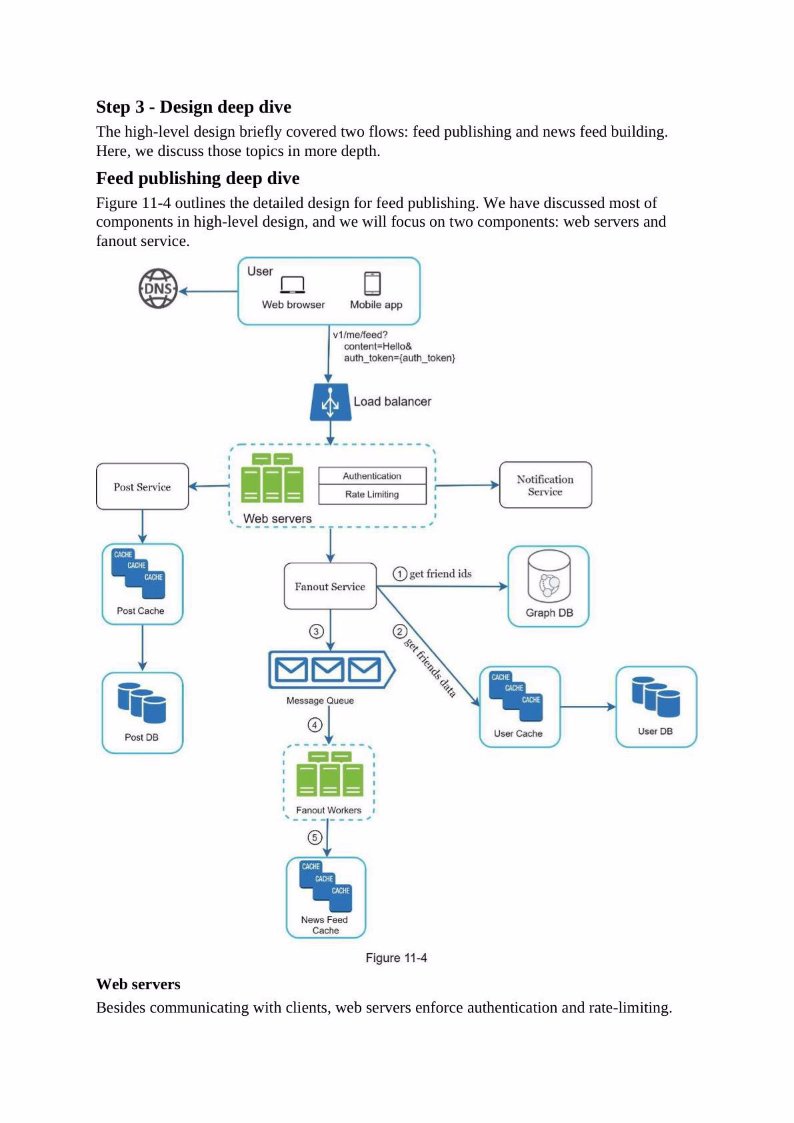 Step 3 - Design deep dive
The high-level design briefly covered two flows: feed publishing and news feed building.
Here, we discuss those topics in more depth.
Feed publishing deep dive
Figure 11-4 outlines the detailed design for feed publishing. We have discussed most of
components in high-level design, and we will focus on two components: web servers and
fanout service.
User
DNS
Web browser
Mobile app
v1/me/feed?
content=Hello&
auth_token={auth_token}
Load balancer
Post Service
Authentication
Rate Limiting
Web servers
Notification
Service
CACHE
CACHE
CACHE
Post Cache
Fanout Service
1 get friend ids
Graph DB
3
2 get friends data
Message Queue
Post DB
CACHE
CACHE
CACHE
User Cache
User DB
4
Fanout Workers
5
CACHE
CACHE
CACHE
News Feed
Cache
Figure 11-4
Web servers
Besides communicating with clients, web servers enforce authentication and rate-limiting.